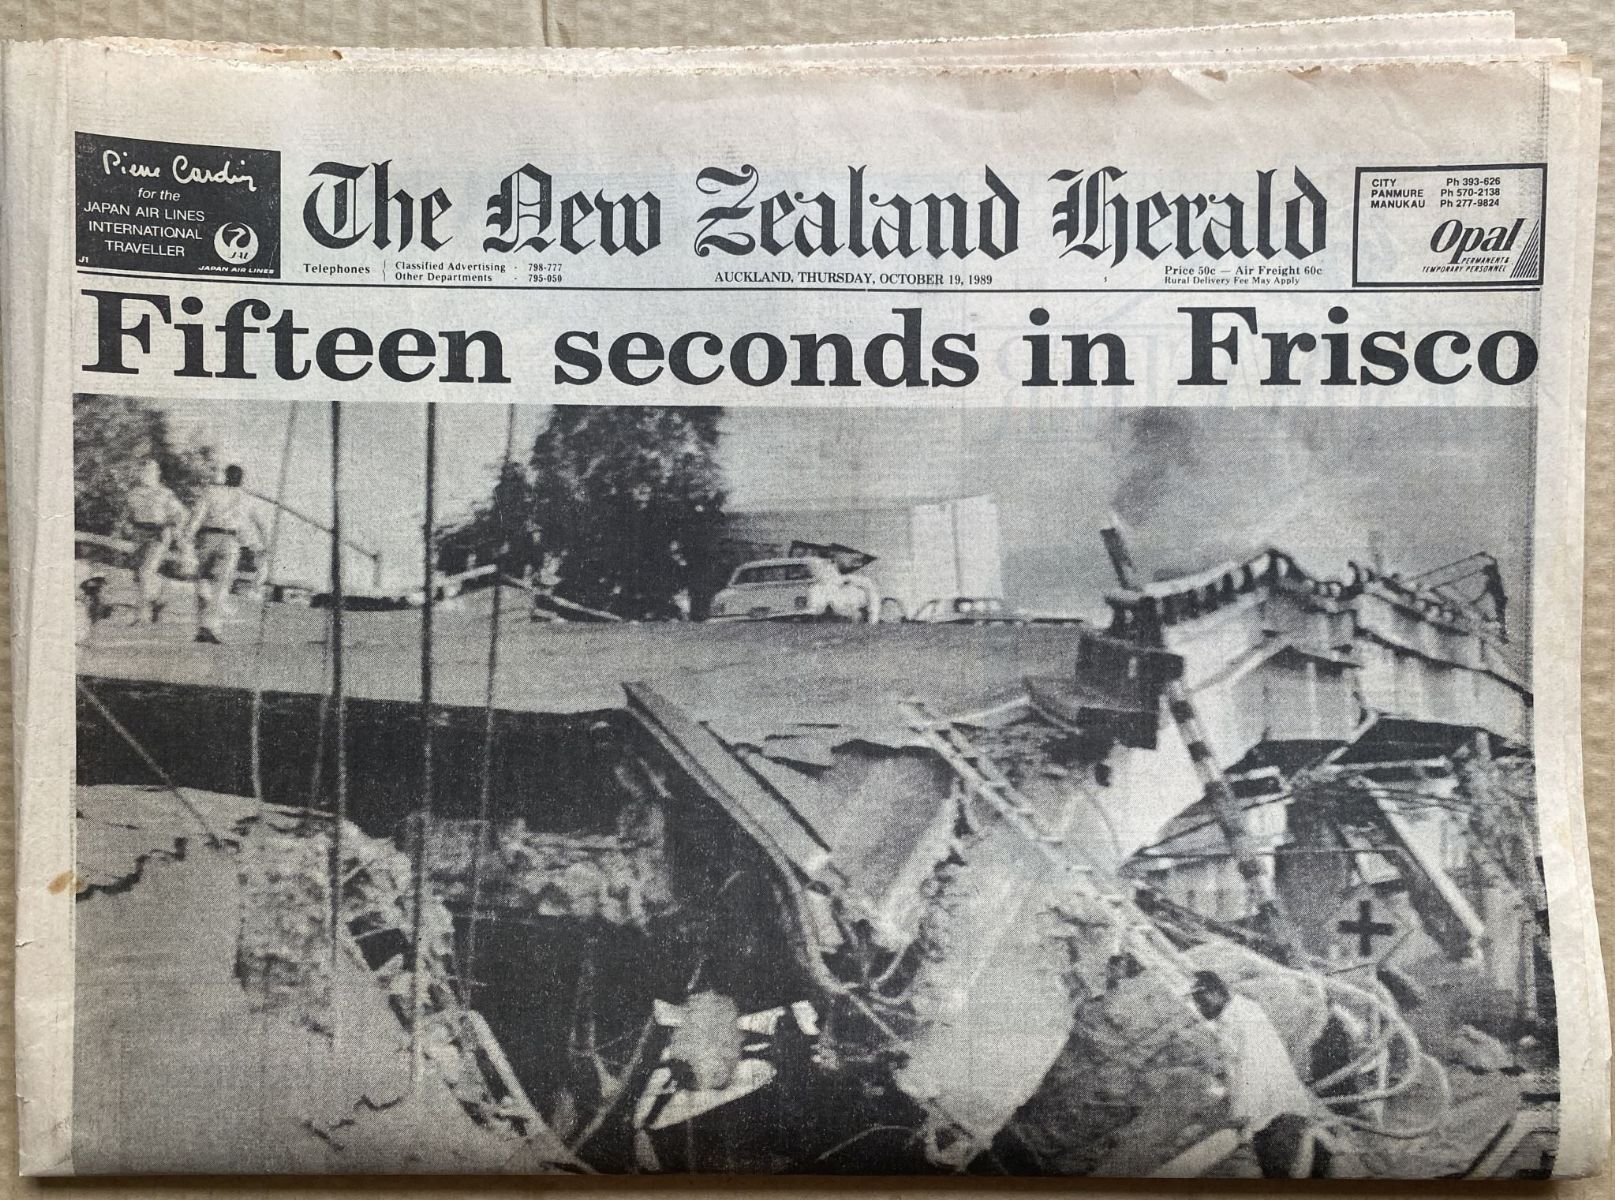 Pierre Cardin
for the
JAPAN AIR LINES
INTERNATIONAL
TRAVELLER
JAL
JAPAN AIR LINES
J1
The New Zealand Herald
Telephones
Classified Advertising - 798-777
Other Departments - 795-050
AUCKLAND, THURSDAY, OCTOBER 19, 1989
Price 50c — Air Freight 60c
Rural Delivery Fee May Apply
CITY Ph 393-626
PANMURE Ph 570-2138
MANUKAU Ph 277-9824
Opal
PERMANENT &
TEMPORARY PERSONNEL
Fifteen seconds in Frisco